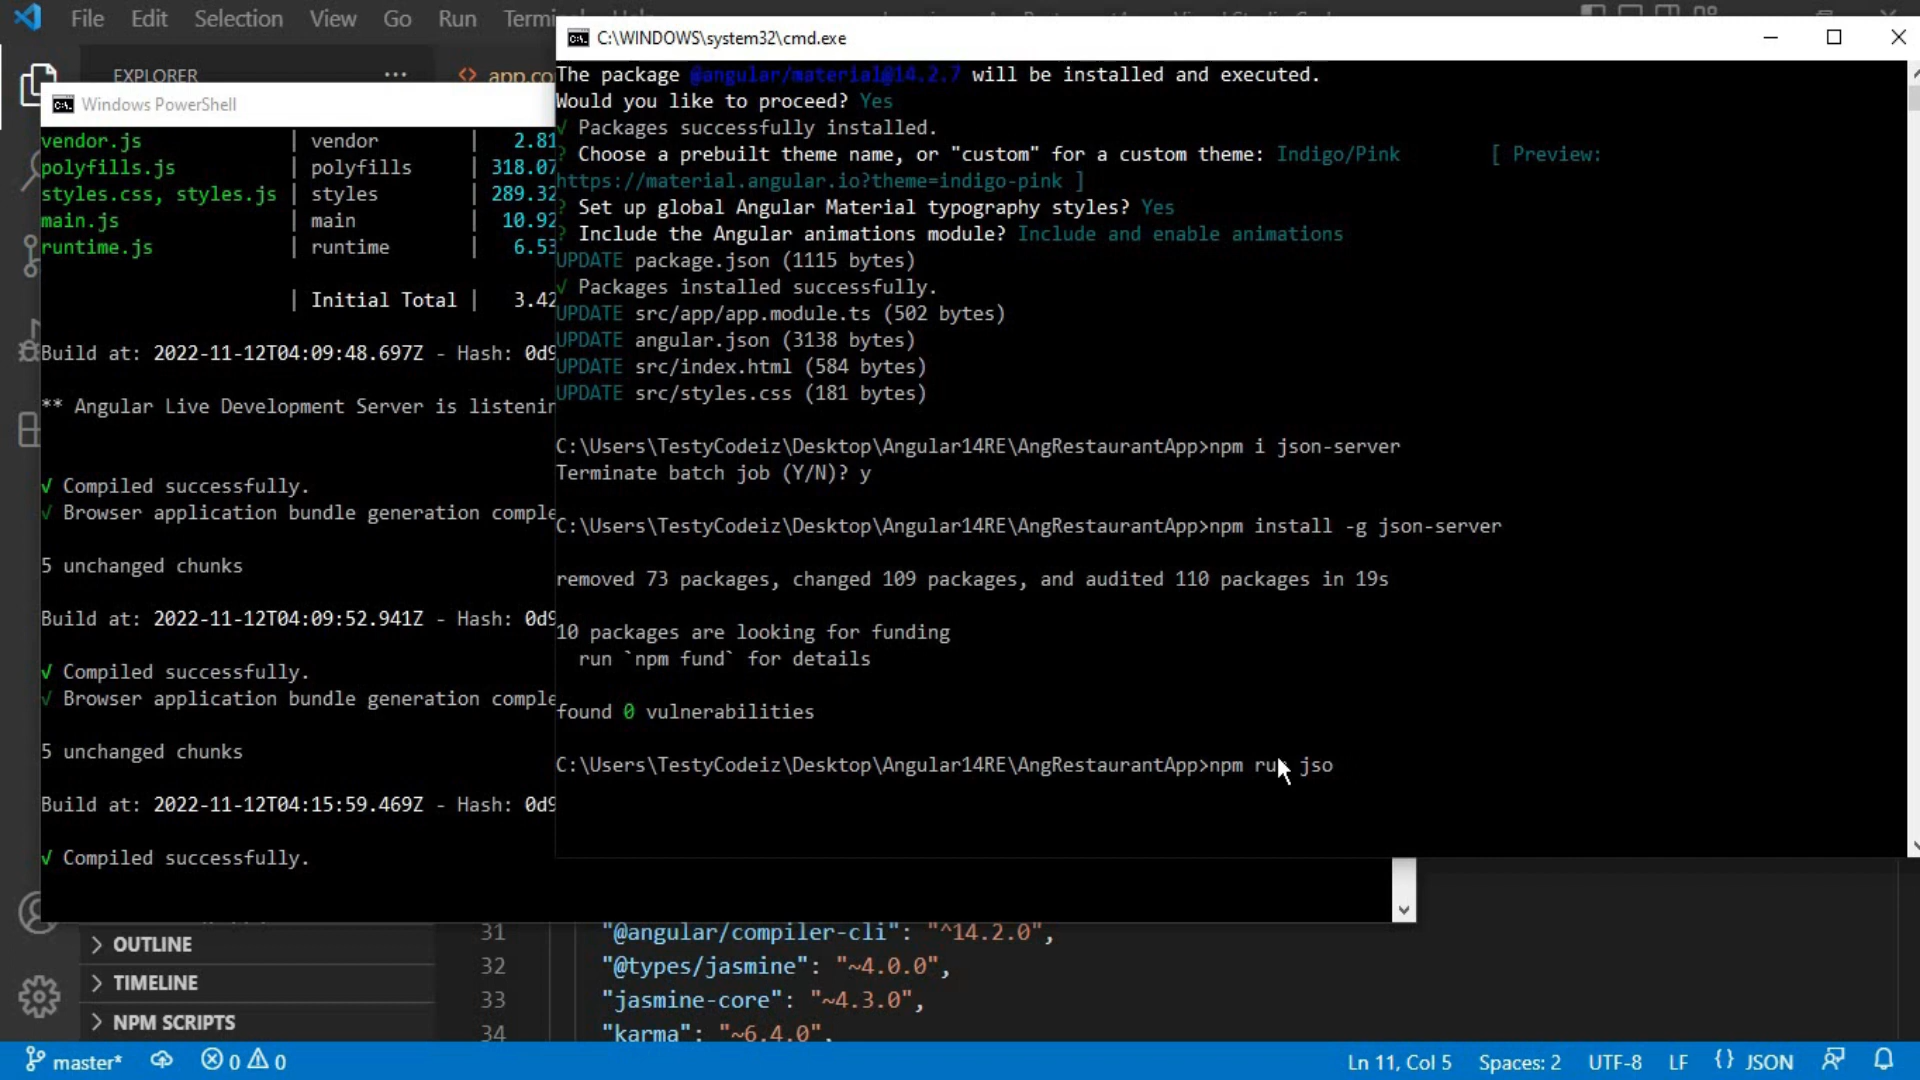 File Edit Selection View Go Run
C:\WINDOWS\system32\cmd.exe
EXPLORER
Windows PowerShell
vendor.js | vendor | 2.81
polyfills.js | polyfills | 318.07
styles.css, styles.js | styles | 289.32
main.js | main | 10.92
runtime.js | runtime | 6.53
| Initial Total | 3.42
Build at: 2022-11-12T04:09:48.697Z - Hash: 0d9
** Angular Live Development Server is listenin
√ Compiled successfully.
√ Browser application bundle generation comple
5 unchanged chunks
Build at: 2022-11-12T04:09:52.941Z - Hash: 0d9
√ Compiled successfully.
√ Browser application bundle generation comple
5 unchanged chunks
Build at: 2022-11-12T04:15:59.469Z - Hash: 0d9
√ Compiled successfully.
The package @angular/material@14.2.7 will be installed and executed.
Would you like to proceed? Yes
√ Packages successfully installed.
? Choose a prebuilt theme name, or "custom" for a custom theme: Indigo/Pink [ Preview:
https://material.angular.io?theme=indigo-pink ]
? Set up global Angular Material typography styles? Yes
? Include the Angular animations module? Include and enable animations
UPDATE package.json (1115 bytes)
√ Packages installed successfully.
UPDATE src/app/app.module.ts (502 bytes)
UPDATE angular.json (3138 bytes)
UPDATE src/index.html (584 bytes)
UPDATE src/styles.css (181 bytes)
C:\Users\TestyCodeiz\Desktop\Angular14RE\AngRestaurantApp>npm i json-server
Terminate batch job (Y/N)? y
C:\Users\TestyCodeiz\Desktop\Angular14RE\AngRestaurantApp>npm install -g json-server
removed 73 packages, changed 109 packages, and audited 110 packages in 19s
10 packages are looking for funding
run `npm fund` for details
found 0 vulnerabilities
C:\Users\TestyCodeiz\Desktop\Angular14RE\AngRestaurantApp>npm run jso
31 "@angular/compiler-cli": "^14.2.0",
32 "@types/jasmine": "~4.0.0",
33 "jasmine-core": "~4.3.0",
34 "karma": "~6.4.0",
OUTLINE
TIMELINE
NPM SCRIPTS
master* 0 0 Ln 11, Col 5 Spaces: 2 UTF-8 LF {} JSON